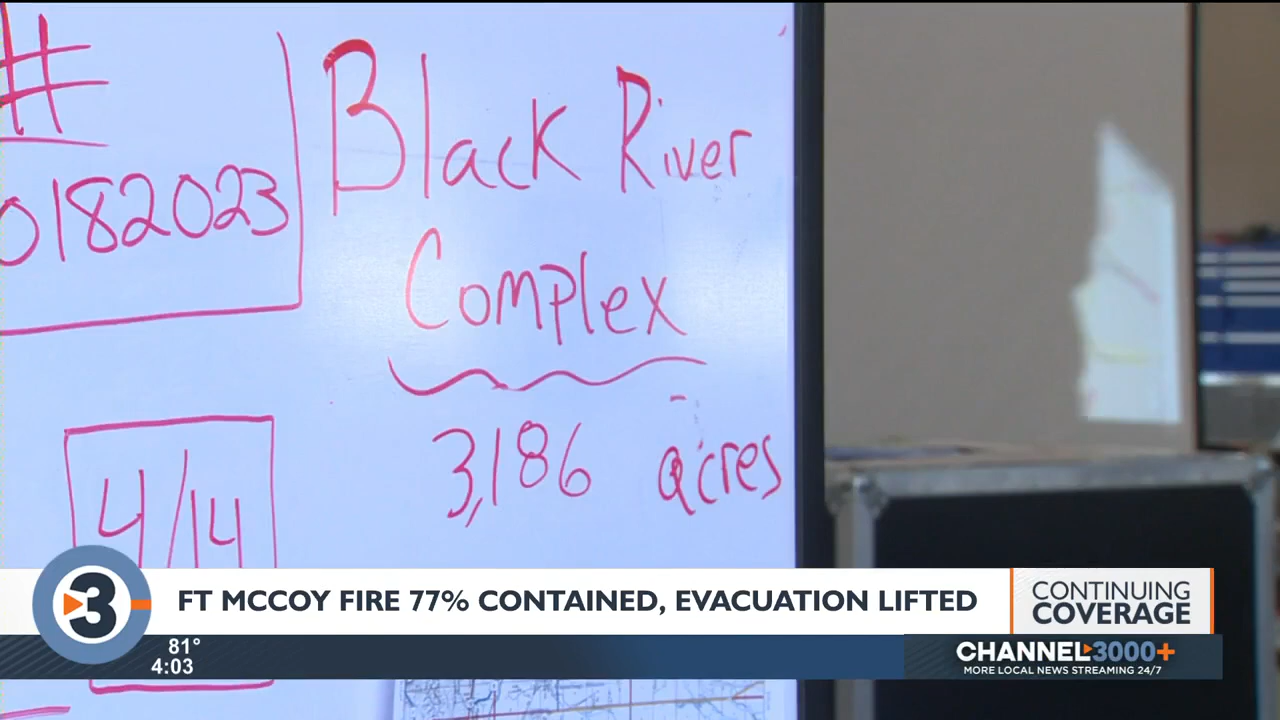 #
0182023
Black River
Complex
3,186 acres
4/14
3
FT MCCOY FIRE 77% CONTAINED, EVACUATION LIFTED
CONTINUING
COVERAGE
81°
4:03
CHANNEL3000+
MORE LOCAL NEWS STREAMING 24/7